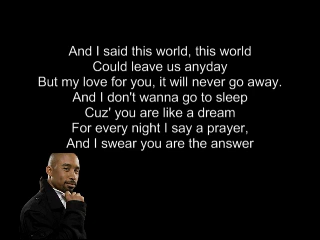 And I said this world, this world
Could leave us anyday
But my love for you, it will never go away.
And I don't wanna go to sleep
Cuz' you are like a dream
For every night I say a prayer,
And I swear you are the answer